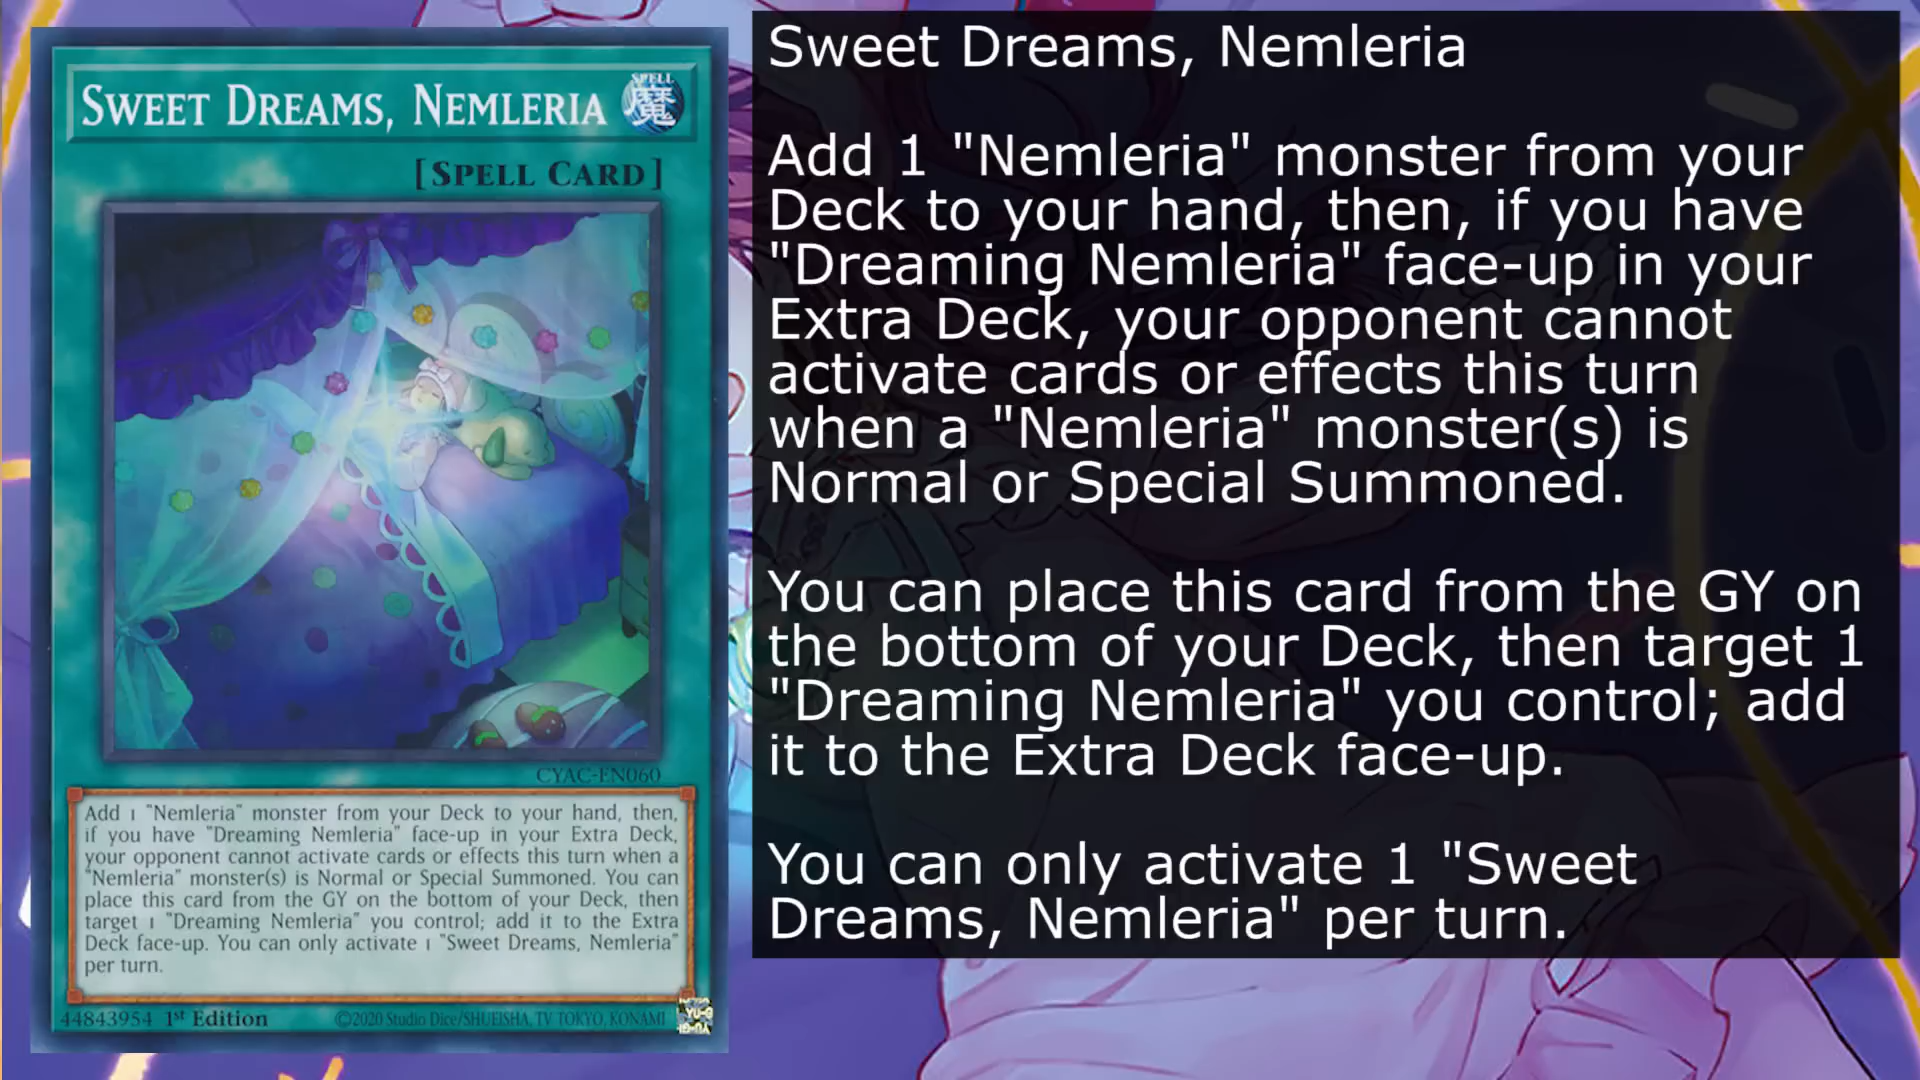 SWEET DREAMS, NEMLERIA
SPELL
魔
[SPELL CARD]
CYAC-EN060
Add 1 "Nemleria" monster from your Deck to your hand, then,
if you have "Dreaming Nemleria" face-up in your Extra Deck,
your opponent cannot activate cards or effects this turn when a
"Nemleria" monster(s) is Normal or Special Summoned. You can
place this card from the GY on the bottom of your Deck, then
target 1 "Dreaming Nemleria" you control; add it to the Extra
Deck face-up. You can only activate 1 "Sweet Dreams, Nemleria"
per turn.
44843954 1st Edition
©2020 Studio Dice/SHUEISHA, TV TOKYO, KONAMI
Sweet Dreams, Nemleria
Add 1 "Nemleria" monster from your
Deck to your hand, then, if you have
"Dreaming Nemleria" face-up in your
Extra Deck, your opponent cannot
activate cards or effects this turn
when a "Nemleria" monster(s) is
Normal or Special Summoned.
You can place this card from the GY on
the bottom of your Deck, then target 1
"Dreaming Nemleria" you control; add
it to the Extra Deck face-up.
You can only activate 1 "Sweet
Dreams, Nemleria" per turn.